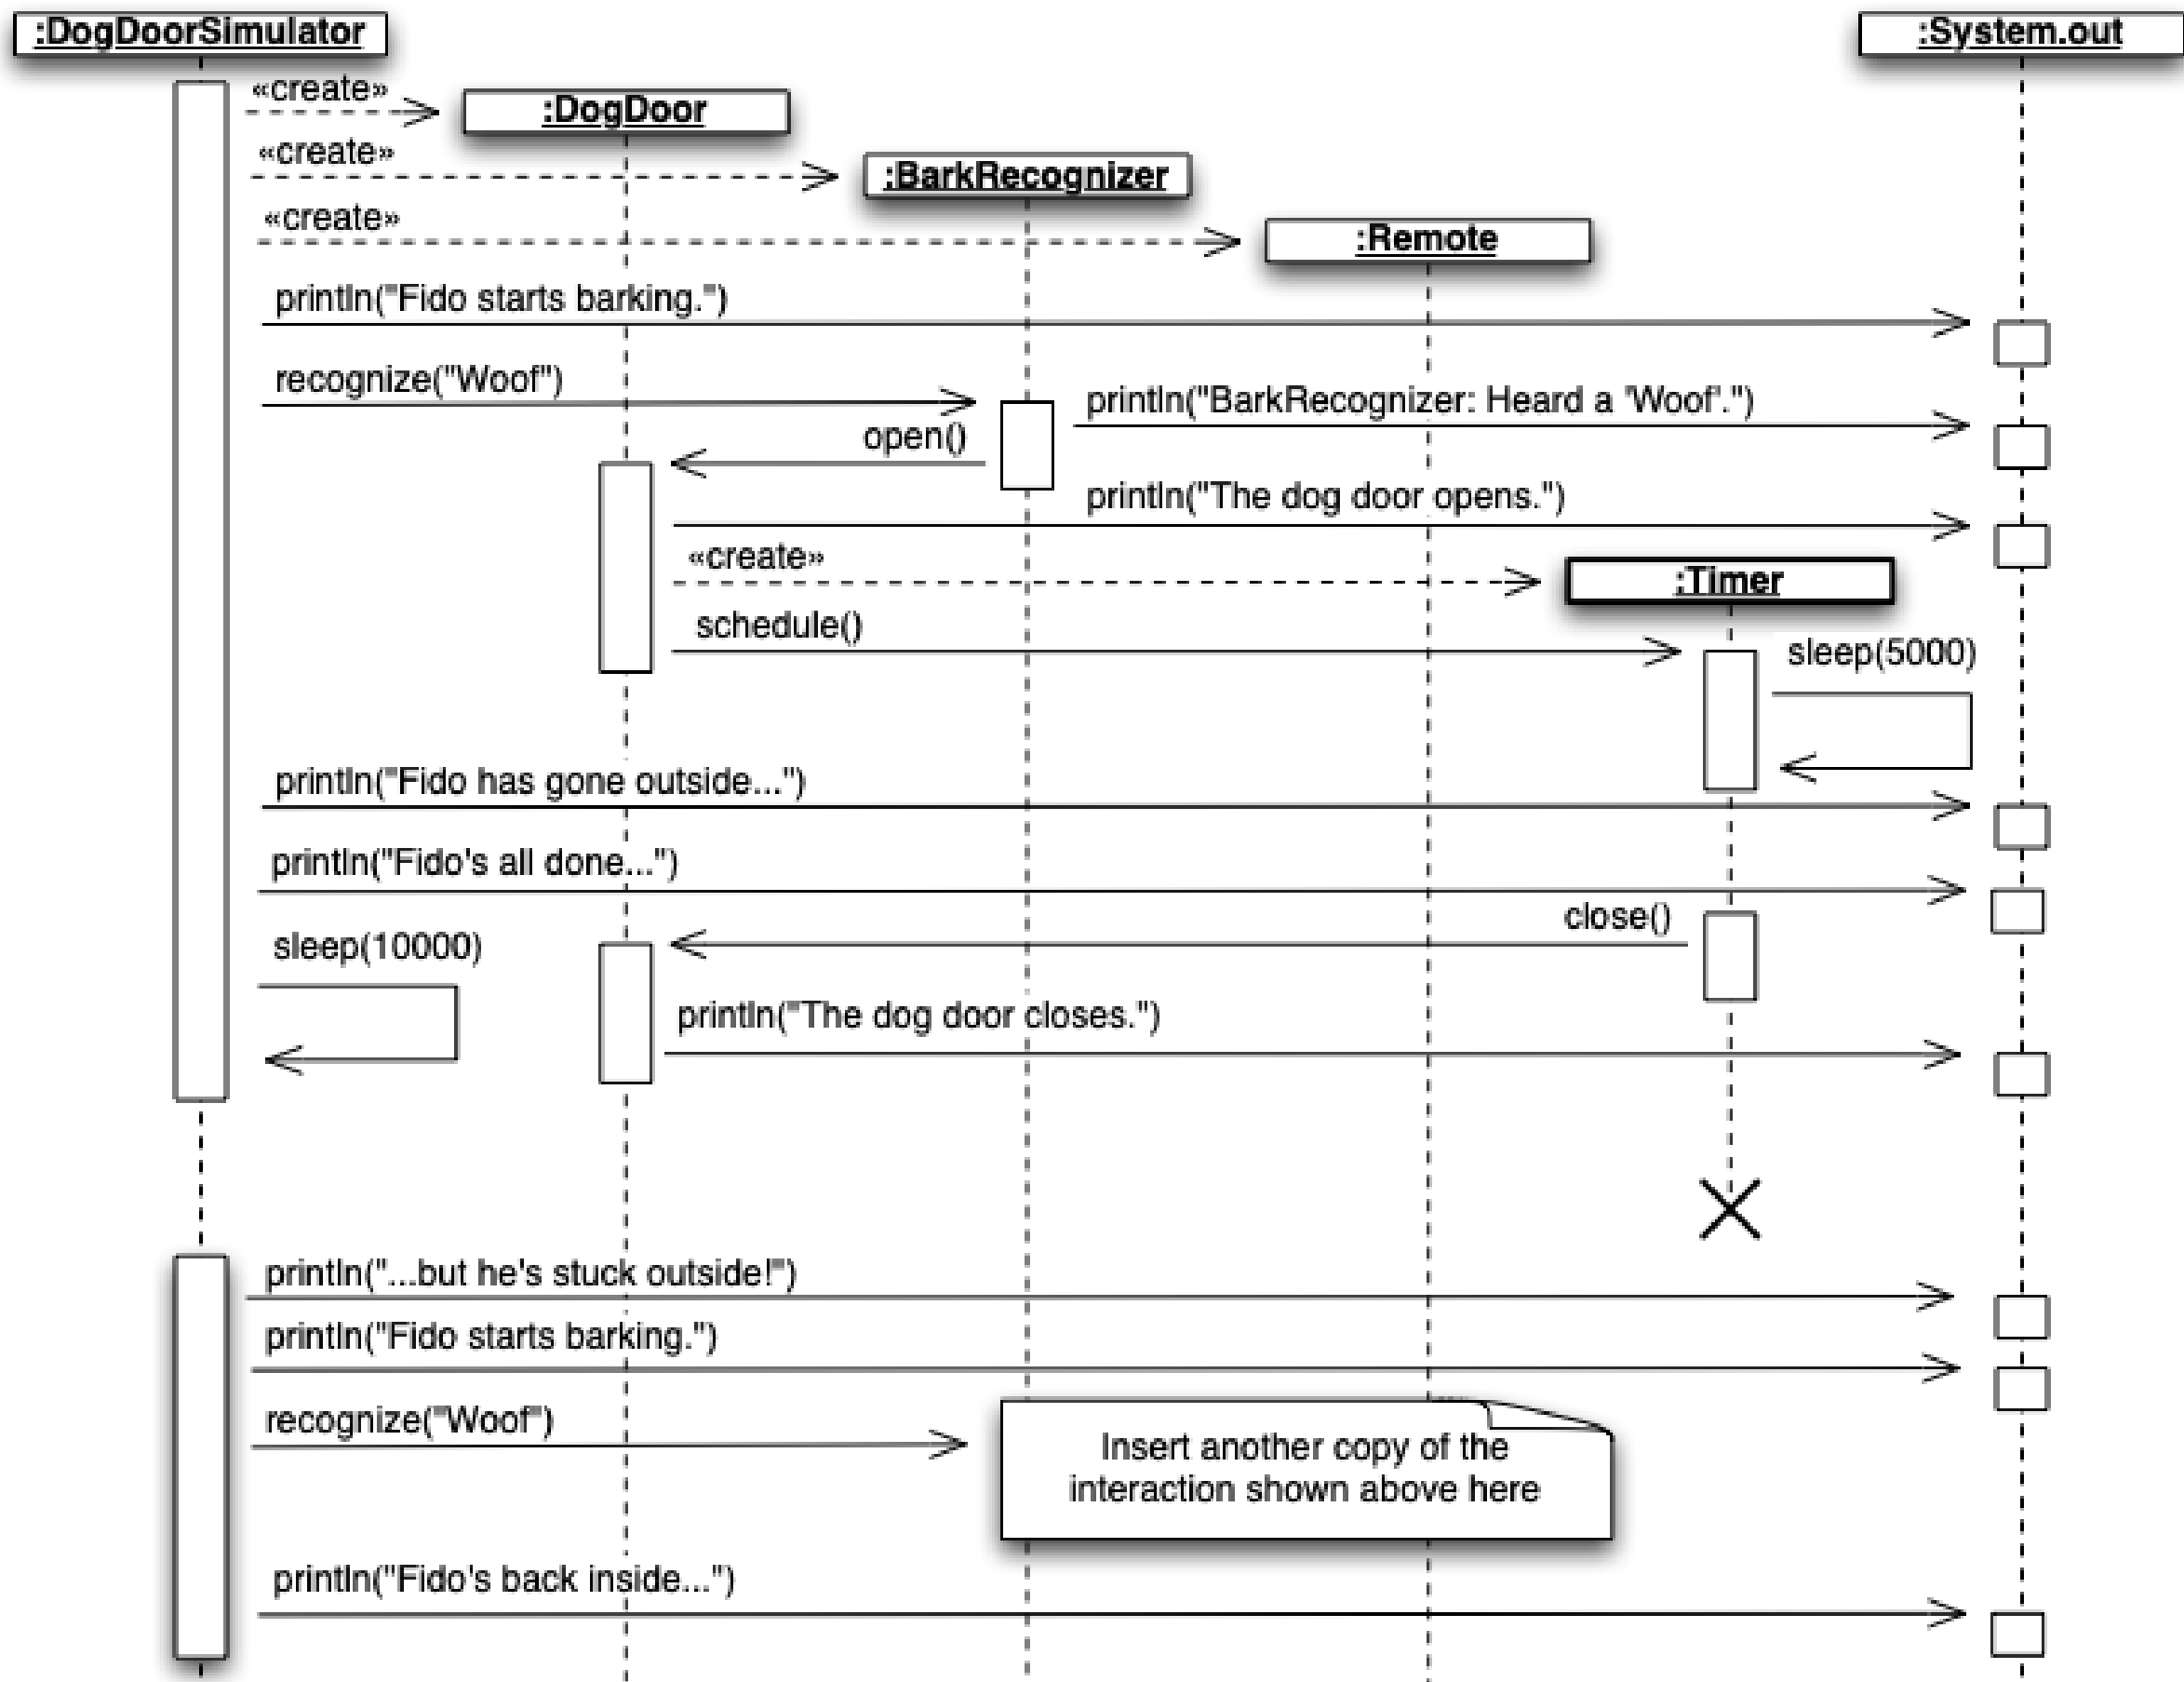 :DogDoorSimulator
:System.out
«create»
:DogDoor
«create»
:BarkRecognizer
«create»
:Remote
println("Fido starts barking.")
recognize("Woof")
println("BarkRecognizer: Heard a 'Woof'.")
open()
println("The dog door opens.")
«create»
:Timer
schedule()
sleep(5000)
println("Fido has gone outside...")
println("Fido's all done...")
close()
sleep(10000)
println("The dog door closes.")
println("...but he's stuck outside!")
println("Fido starts barking.")
recognize("Woof")
Insert another copy of the
interaction shown above here
println("Fido's back inside...")